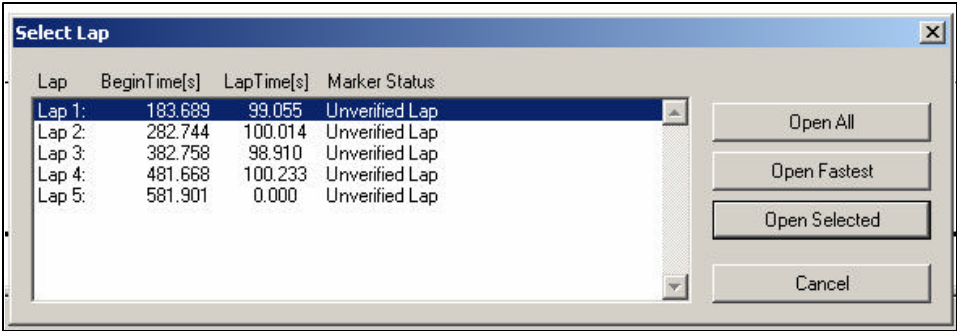 Select Lap
Lap BeginTime[s] LapTime[s] Marker Status
Lap 1: 183.689 99.055 Unverified Lap
Lap 2: 282.744 100.014 Unverified Lap
Lap 3: 382.758 98.910 Unverified Lap
Lap 4: 481.668 100.233 Unverified Lap
Lap 5: 581.901 0.000 Unverified Lap
Open All
Open Fastest
Open Selected
Cancel